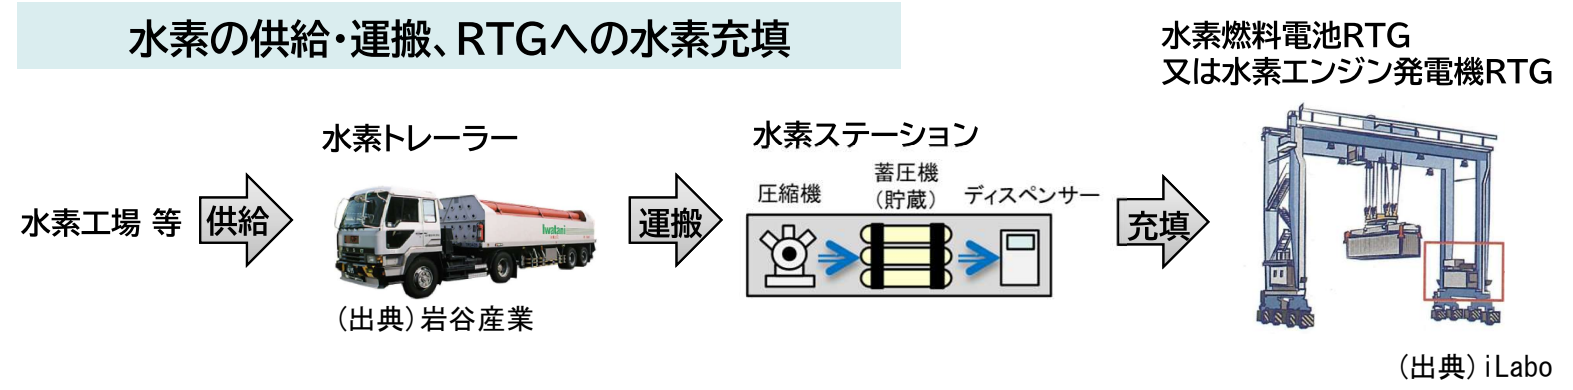 水素の供給・運搬、RTGへの水素充填
水素燃料電池RTG
又は水素エンジン発電機RTG
水素トレーラー
水素ステーション
圧縮機
蓄圧機
（貯蔵）
ディスペンサー
水素工場 等
供給
Iwatani
運搬
充填
（出典）岩谷産業
（出典）iLabo